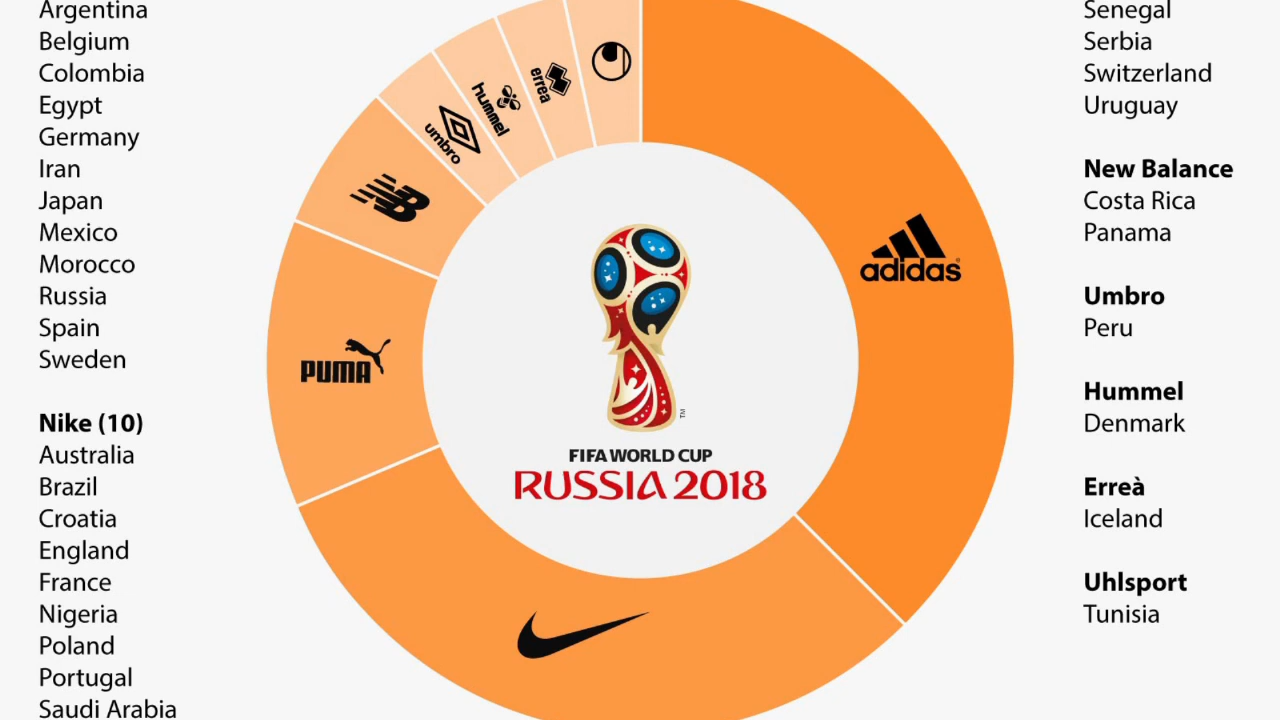 Argentina
Belgium
Colombia
Egypt
Germany
Iran
Japan
Mexico
Morocco
Russia
Spain
Sweden
Nike (10)
Australia
Brazil
Croatia
England
France
Nigeria
Poland
Portugal
Saudi Arabia
adidas
PUMA
umbro
hummel
errea
FIFA WORLD CUP
RUSSIA 2018
TM
Senegal
Serbia
Switzerland
Uruguay
New Balance
Costa Rica
Panama
Umbro
Peru
Hummel
Denmark
Erreà
Iceland
Uhlsport
Tunisia